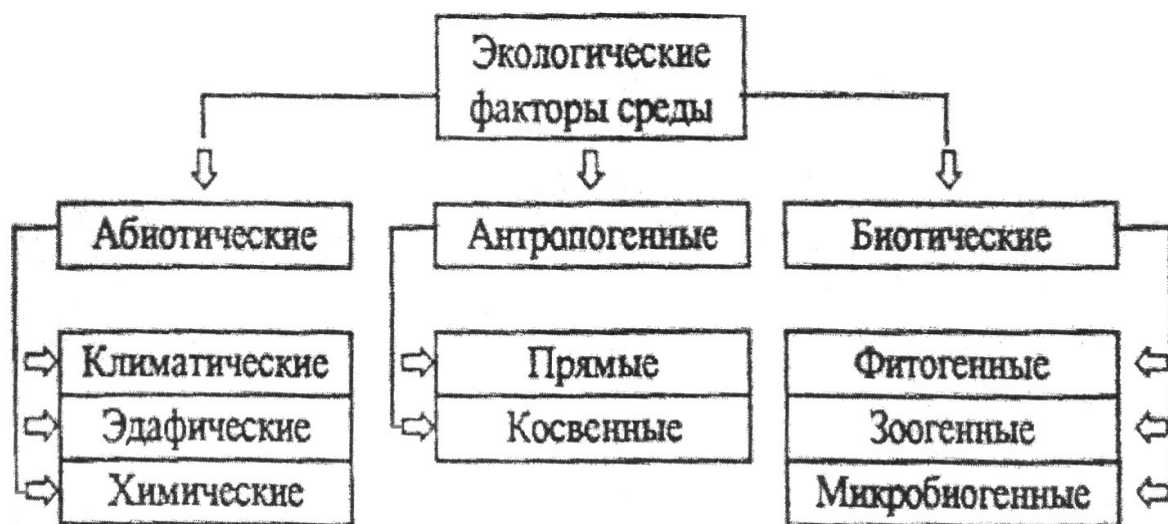 Экологические
факторы среды
Абиотические
Антропогенные
Биотические
Климатические
Эдафические
Химические
Прямые
Косвенные
Фитогенные
Зоогенные
Микробиогенные